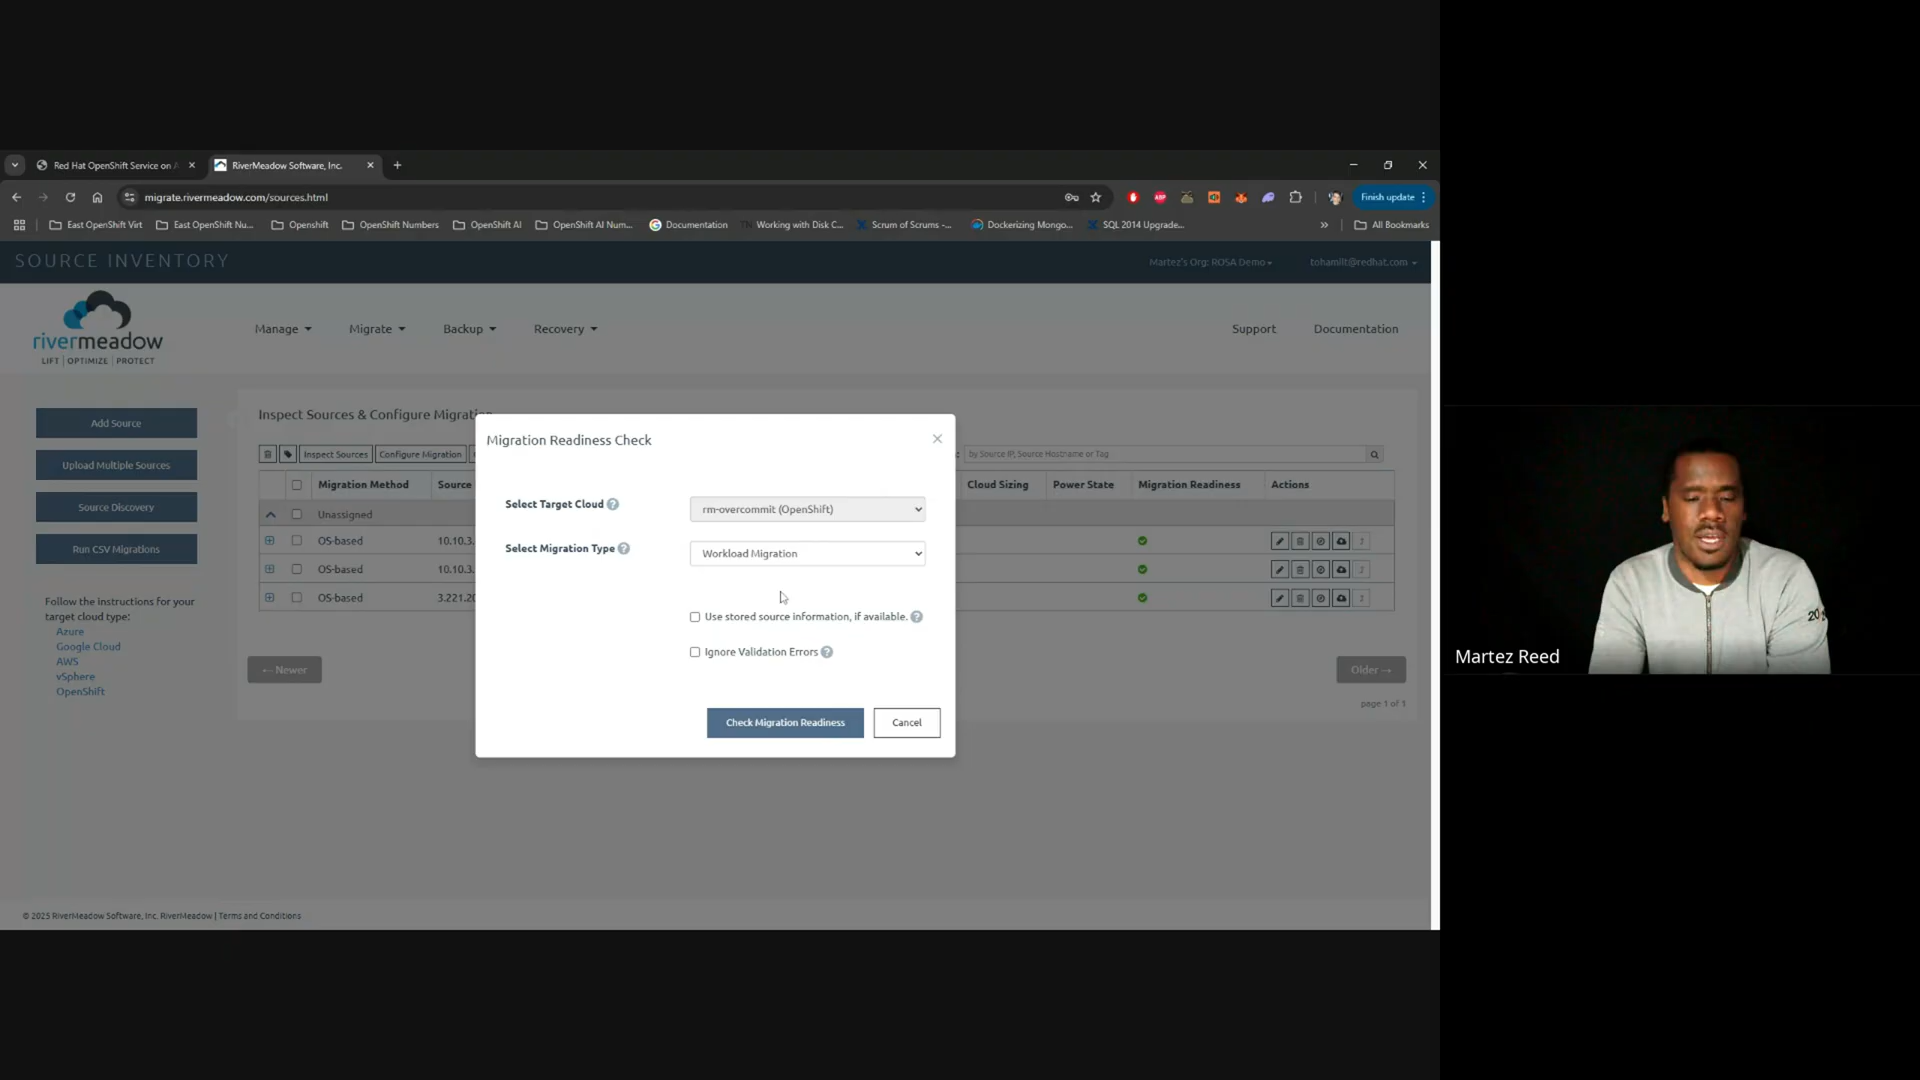 Red Hat OpenShift Service on A
RiverMeadow Software, Inc.
migrate.rivermeadow.com/sources.html
Finish update
East OpenShift Virt
East OpenShift Nu...
Openshift
OpenShift Numbers
OpenShift AI
OpenShift AI Num...
Documentation
Working with Disk C...
Scrum of Scrums -...
Dockerizing Mongo...
SQL 2014 Upgrade...
All Bookmarks
SOURCE INVENTORY
Martez's Org: ROSA Demo
rivermeadow
LIFT | OPTIMIZE | PROTECT
Manage
Migrate
Backup
Recovery
Support
Documentation
Add Source
Upload Multiple Sources
Source Discovery
Run CSV Migrations
Follow the instructions for your
target cloud type:
Azure
Google Cloud
AWS
vSphere
OpenShift
Inspect Sources & Configure Migration
Inspect Sources
Configure Migration
by Source IP, Source Hostname or Tag
Migration Method
Source
Cloud Sizing
Power State
Migration Readiness
Actions
Unassigned
OS-based
10.10.3.
OS-based
10.10.3.
OS-based
3.221.20
← Newer
Older →
page 1 of 1
Migration Readiness Check
Select Target Cloud ?
rm-overcommit (OpenShift)
Select Migration Type ?
Workload Migration
Use stored source information, if available. ?
Ignore Validation Errors ?
Check Migration Readiness
Cancel
© 2025 RiverMeadow Software, Inc. RiverMeadow | Terms and Conditions
Martez Reed